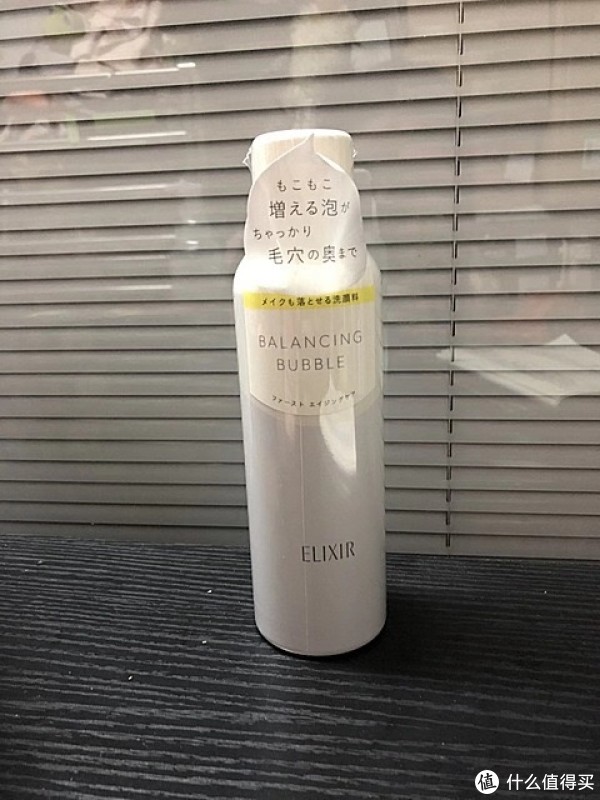 もこもこ
増える泡が
ちゃっかり
毛穴の奥まで
メイクも落とせる洗顔料
BALANCING
BUBBLE
ファースト エイジングケア
ELIXIR
值 什么值得买